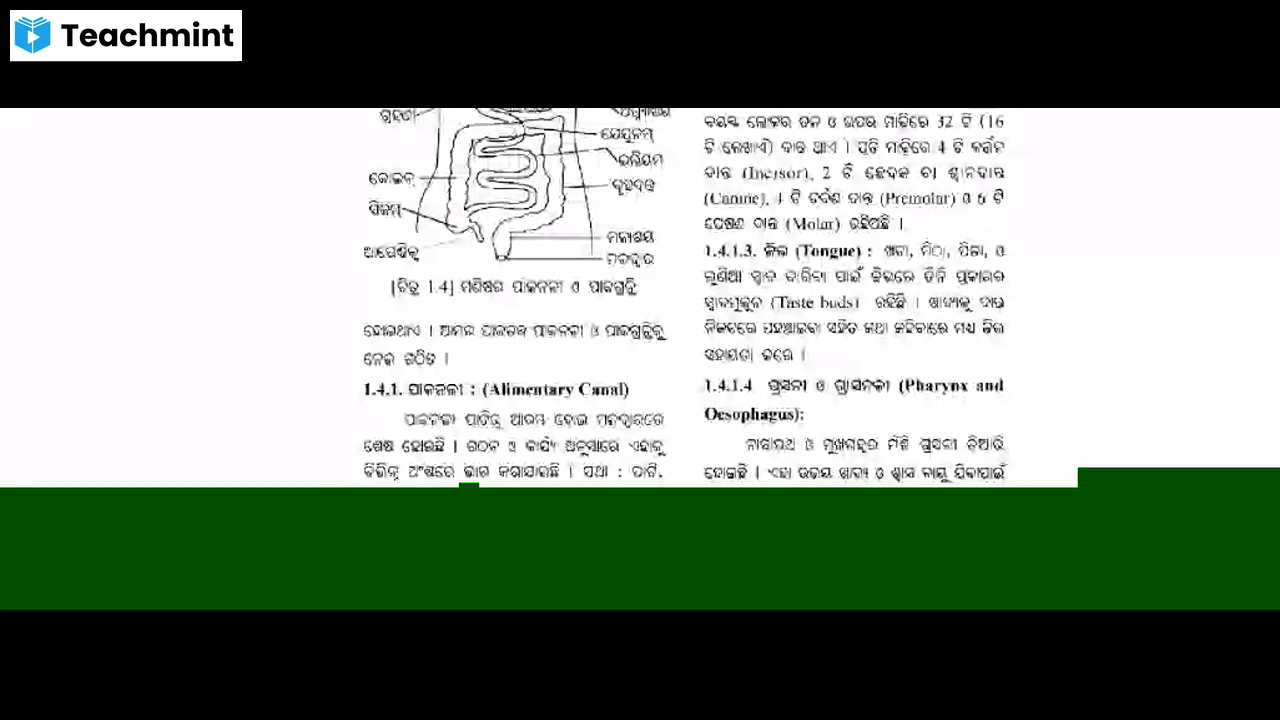 Teachmint
ଯେଯୁନମ୍
ଇଲିୟମ
କୋଲନ୍
ବୃହଦନ୍ତ୍ର
ସିକମ୍
ମଳାଶୟ
ମଳଦ୍ୱାର
[ଚିତ୍ର 1.4] ମଣିଷର ପାକନଳୀ ଓ ପାକଗ୍ରନ୍ଥି
ହୋଇଥାଏ । ଆମର ପାକତନ୍ତ୍ର ପାକନଳୀ ଓ ପାକଗ୍ରନ୍ଥିକୁ
ନେଇ ଗଠିତ ।
1.4.1. ପାକନଳୀ : (Alimentary Canal)
ପାକନଳୀ ପାଟିରୁ ଆରମ୍ଭ ହୋଇ ମଳଦ୍ୱାରରେ
ଶେଷ ହୋଇଛି । ଗଠନ ଓ କାର୍ଯ୍ୟ ଅନୁସାରେ ଏହାକୁ
ବିଭିନ୍ନ ଅଂଶରେ ଭାଗ କରାଯାଇଛି । ଯଥା : ପାଟି,
ବୟସ୍କ ଲୋକର ତଳ ଓ ଉପର ମାଢ଼ିରେ 32 ଟି (16
ଟି ଲେଖାଏଁ) ଦାନ୍ତ ଥାଏ । ପ୍ରତି ମାଢ଼ିରେ 4 ଟି କର୍ତ୍ତନ
ଦାନ୍ତ (Incisor), 2 ଟି ଛେଦକ ବା ଶ୍ୱାନଦାନ୍ତ
(Canine), 4 ଟି ଚର୍ବଣ ଦାନ୍ତ (Premolar) ଓ 6 ଟି
ପେଷଣ ଦାନ୍ତ (Molar) ରହିଅଛି ।
1.4.1.3. ଜିଭ (Tongue) : ଖଟା, ମିଠା, ପିତା, ଓ
ଲୁଣିଆ ସ୍ୱାଦ ବାରିବା ପାଇଁ ଜିଭରେ ତିନି ପ୍ରକାରର
ସ୍ୱାଦମୁକୁଳ (Taste buds) ରହିଛି । ଖାଦ୍ୟକୁ ଦାନ୍ତ
ନିକଟରେ ପହଞ୍ଚାଇବା ସହିତ କଥା କହିବାରେ ମଧ୍ୟ ଜିଭ
ସହାୟତା କରେ ।
1.4.1.4 ଗ୍ରସନୀ ଓ ଗ୍ରାସନଳୀ (Pharynx and
Oesophagus):
ନାସାପଥ ଓ ମୁଖଗହ୍ୱର ମିଶି ଗ୍ରସନୀ ତିଆରି
ହୋଇଛି । ଏହା ଉଭୟ ଖାଦ୍ୟ ଓ ଶ୍ୱାସ ବାୟୁ ଯିବାପାଇଁ